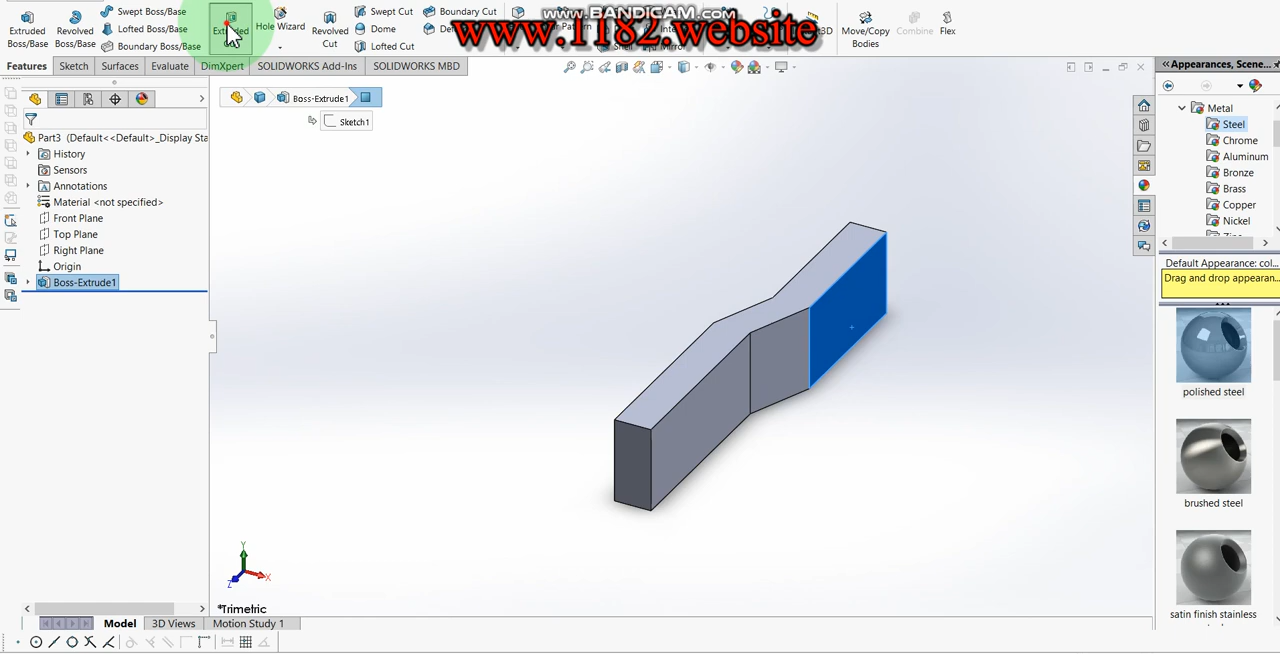 www.BANDICAM.com
www.1182.website
Extruded Boss/Base
Revolved Boss/Base
Swept Boss/Base
Lofted Boss/Base
Boundary Boss/Base
Extruded
Hole Wizard
Revolved Cut
Swept Cut
Dome
Lofted Cut
Boundary Cut
Mirror
Move/Copy Bodies
Combine
Flex
Features
Sketch
Surfaces
Evaluate
DimXpert
SOLIDWORKS Add-Ins
SOLIDWORKS MBD
Boss-Extrude1
Sketch1
Part3 (Default<<Default>_Display Sta
History
Sensors
Annotations
Material <not specified>
Front Plane
Top Plane
Right Plane
Origin
Boss-Extrude1
Y
X
Z
*Trimetric
Model
3D Views
Motion Study 1
Appearances, Scene...
Metal
Steel
Chrome
Aluminum
Bronze
Brass
Copper
Nickel
Default Appearance: col...
Drag and drop appearan...
polished steel
brushed steel
satin finish stainless